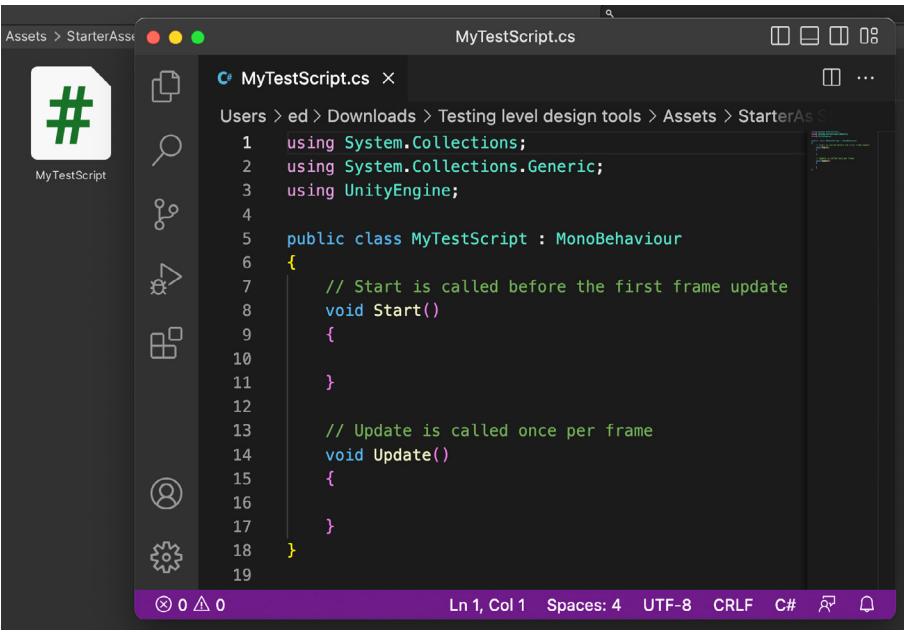 Assets > StarterAsse
MyTestScript.cs
#
MyTestScript
C# MyTestScript.cs ×
Users > ed > Downloads > Testing level design tools > Assets > StarterAs
1 using System.Collections;
2 using System.Collections.Generic;
3 using UnityEngine;
4
5 public class MyTestScript : MonoBehaviour
6 {
7     // Start is called before the first frame update
8     void Start()
9     {
10
11     }
12
13     // Update is called once per frame
14     void Update()
15     {
16
17     }
18 }
19
0 0 Ln 1, Col 1 Spaces: 4 UTF-8 CRLF C#